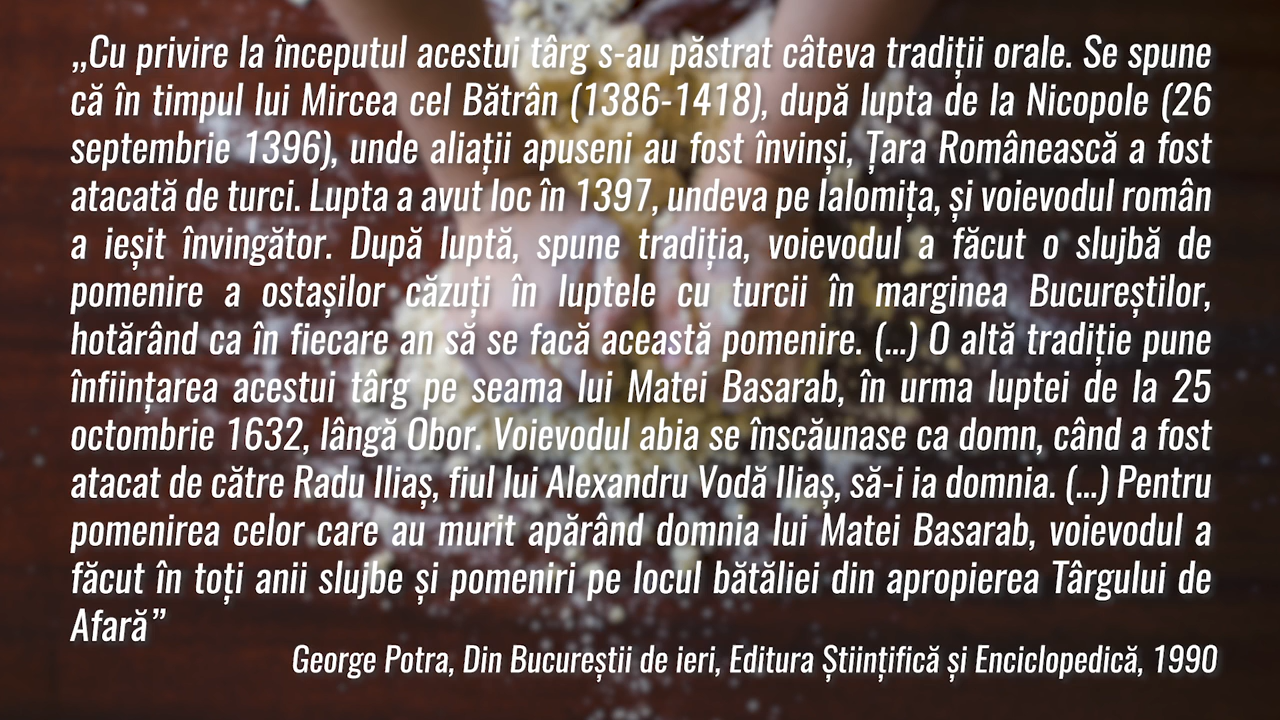 „Cu privire la începutul acestui târg s-au păstrat câteva tradiții orale. Se spune
că în timpul lui Mircea cel Bătrân (1386-1418), după lupta de la Nicopole (26
septembrie 1396), unde aliații apuseni au fost învinși, Țara Românească a fost
atacată de turci. Lupta a avut loc în 1397, undeva pe Ialomița, și voievodul român
a ieșit învingător. După luptă, spune tradiția, voievodul a făcut o slujbă de
pomenire a ostașilor căzuți în luptele cu turcii în marginea Bucureștilor,
hotărând ca în fiecare an să se facă această pomenire. (...) O altă tradiție pune
înființarea acestui târg pe seama lui Matei Basarab, în urma luptei de la 25
octombrie 1632, lângă Obor. Voievodul abia se înscăunase ca domn, când a fost
atacat de către Radu Iliaș, fiul lui Alexandru Vodă Iliaș, să-i ia domnia. (...) Pentru
pomenirea celor care au murit apărând domnia lui Matei Basarab, voievodul a
făcut în toți anii slujbe și pomeniri pe locul bătăliei din apropierea Târgului de
Afară”
George Potra, Din Bucureștii de ieri, Editura Științifică și Enciclopedică, 1990